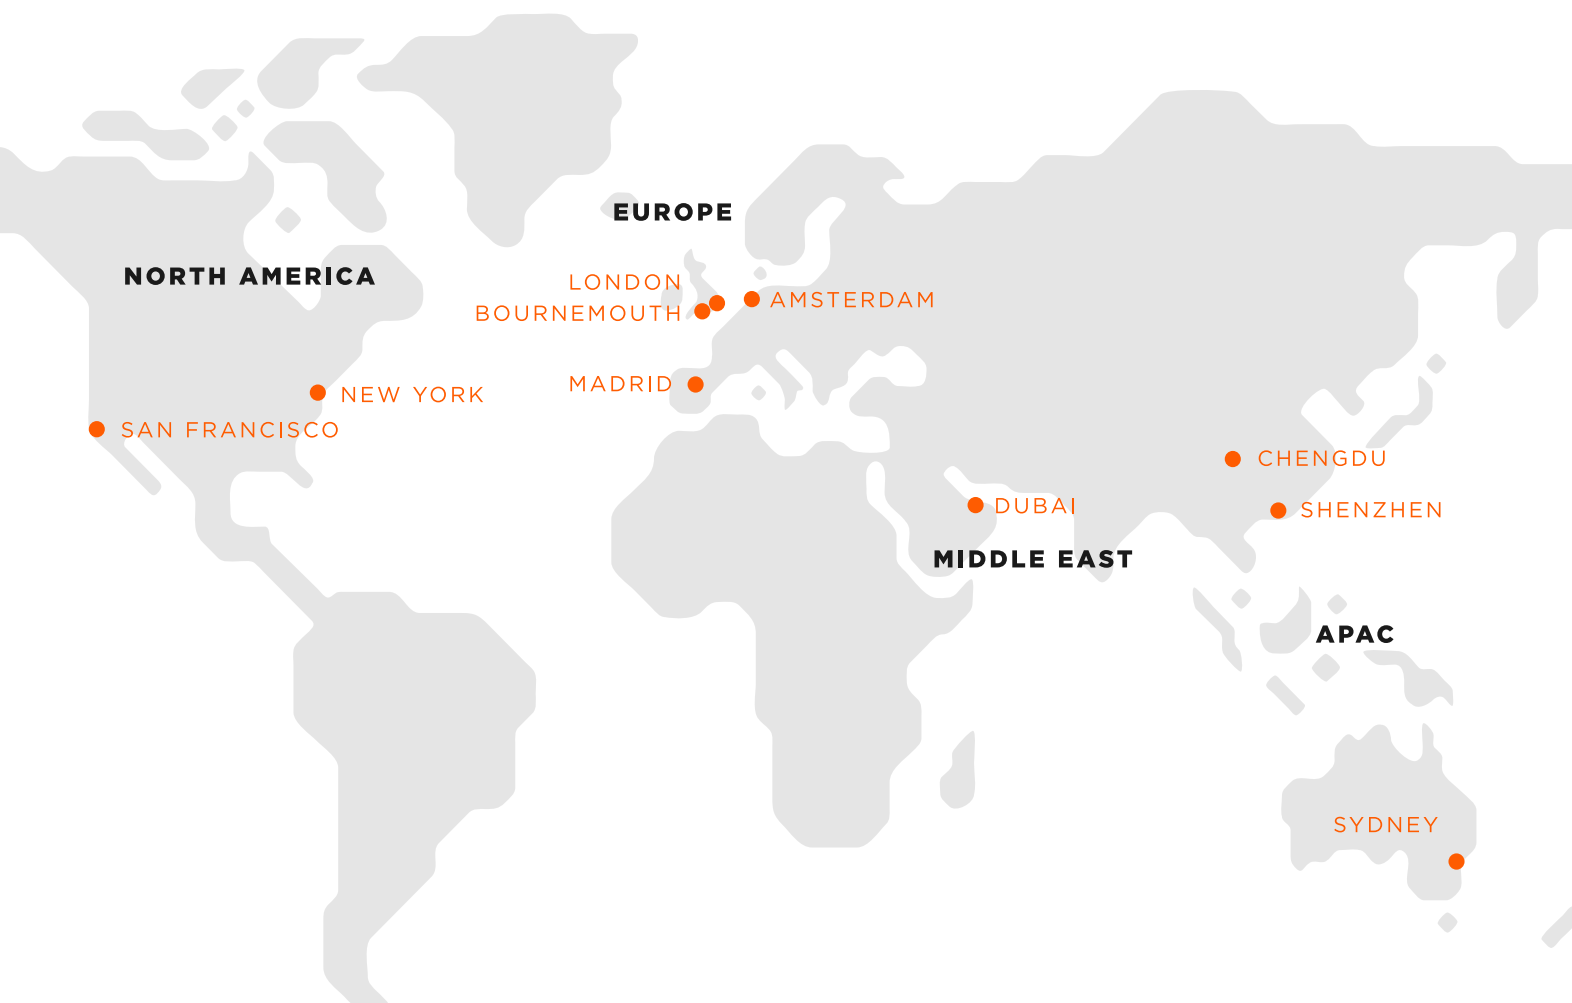 EUROPE
NORTH AMERICA
LONDON
BOURNEMOUTH
AMSTERDAM
MADRID
NEW YORK
SAN FRANCISCO
CHENGDU
DUBAI
SHENZHEN
MIDDLE EAST
APAC
SYDNEY